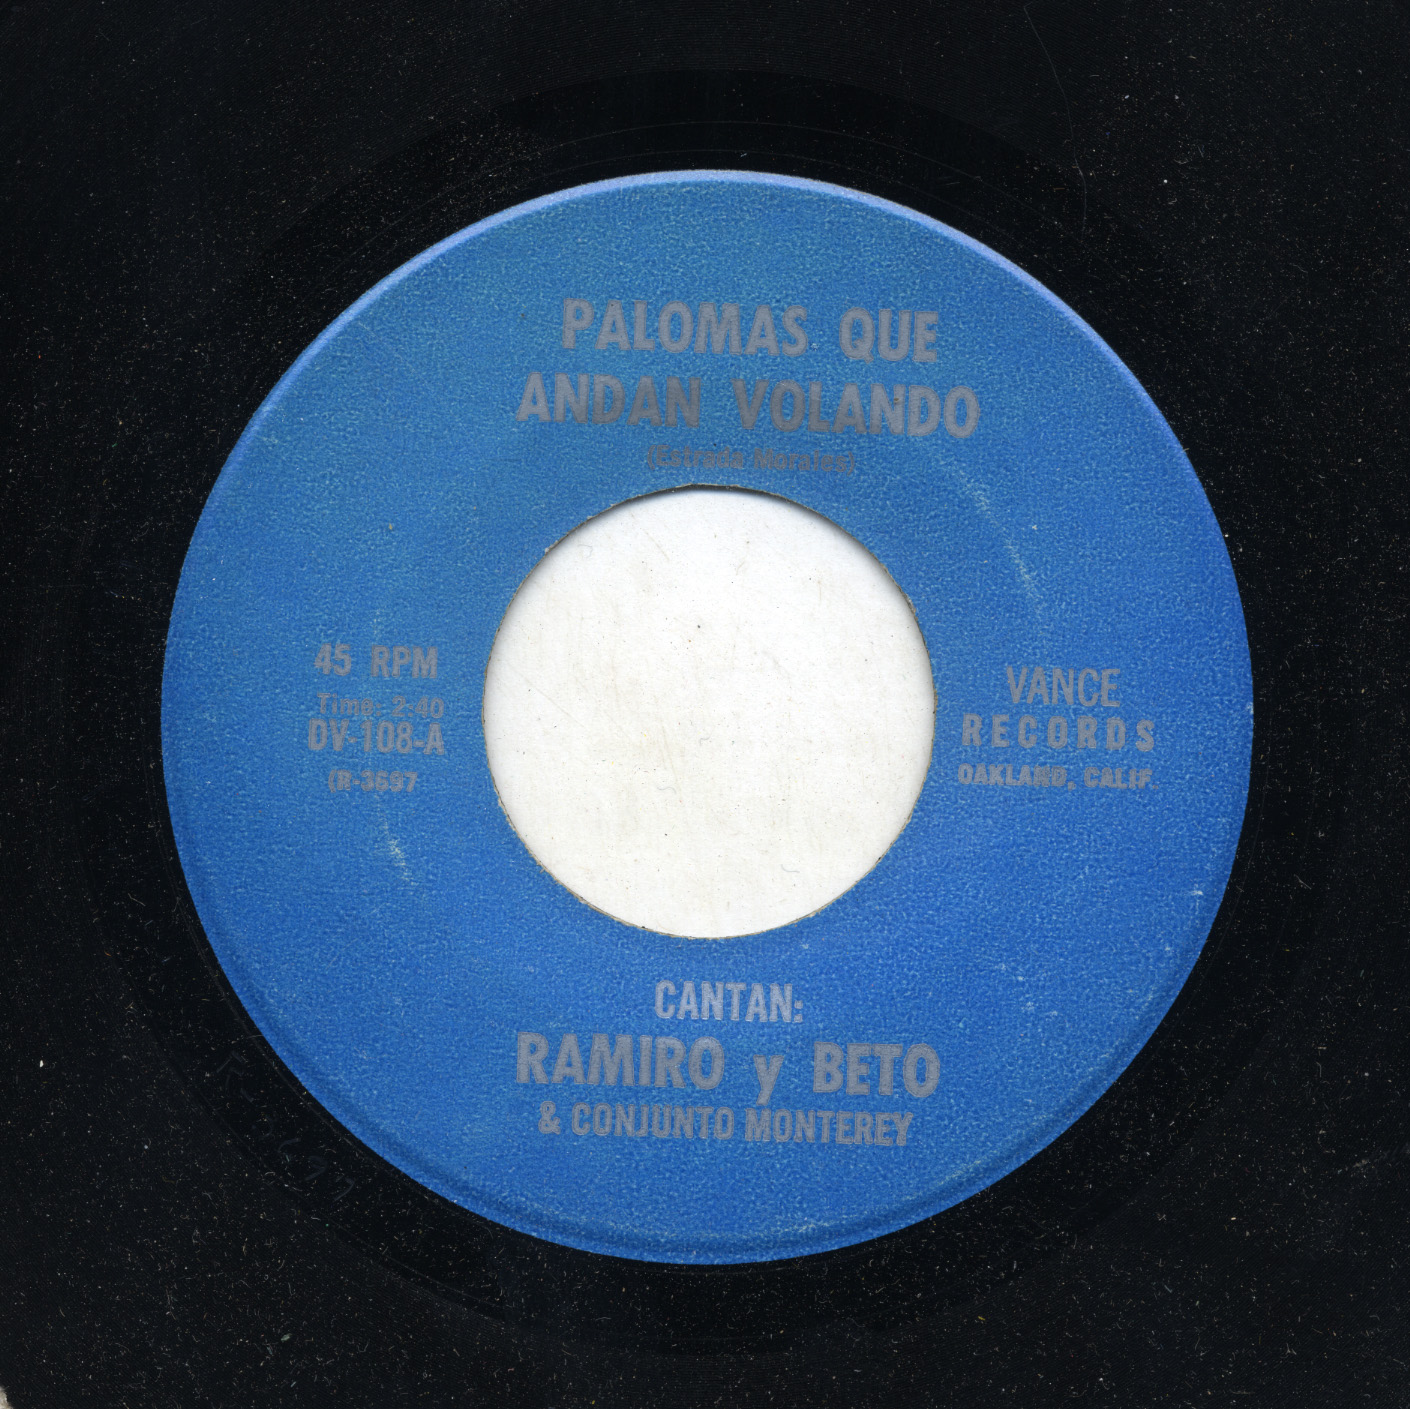 PALOMAS QUE
ANDAN VOLANDO
(Estrada Morales)
45 RPM
Time: 2:40
DV-108-A
(R-3697
VANCE
RECORDS
OAKLAND, CALIF.
CANTAN:
RAMIRO y BETO
& CONJUNTO MONTEREY